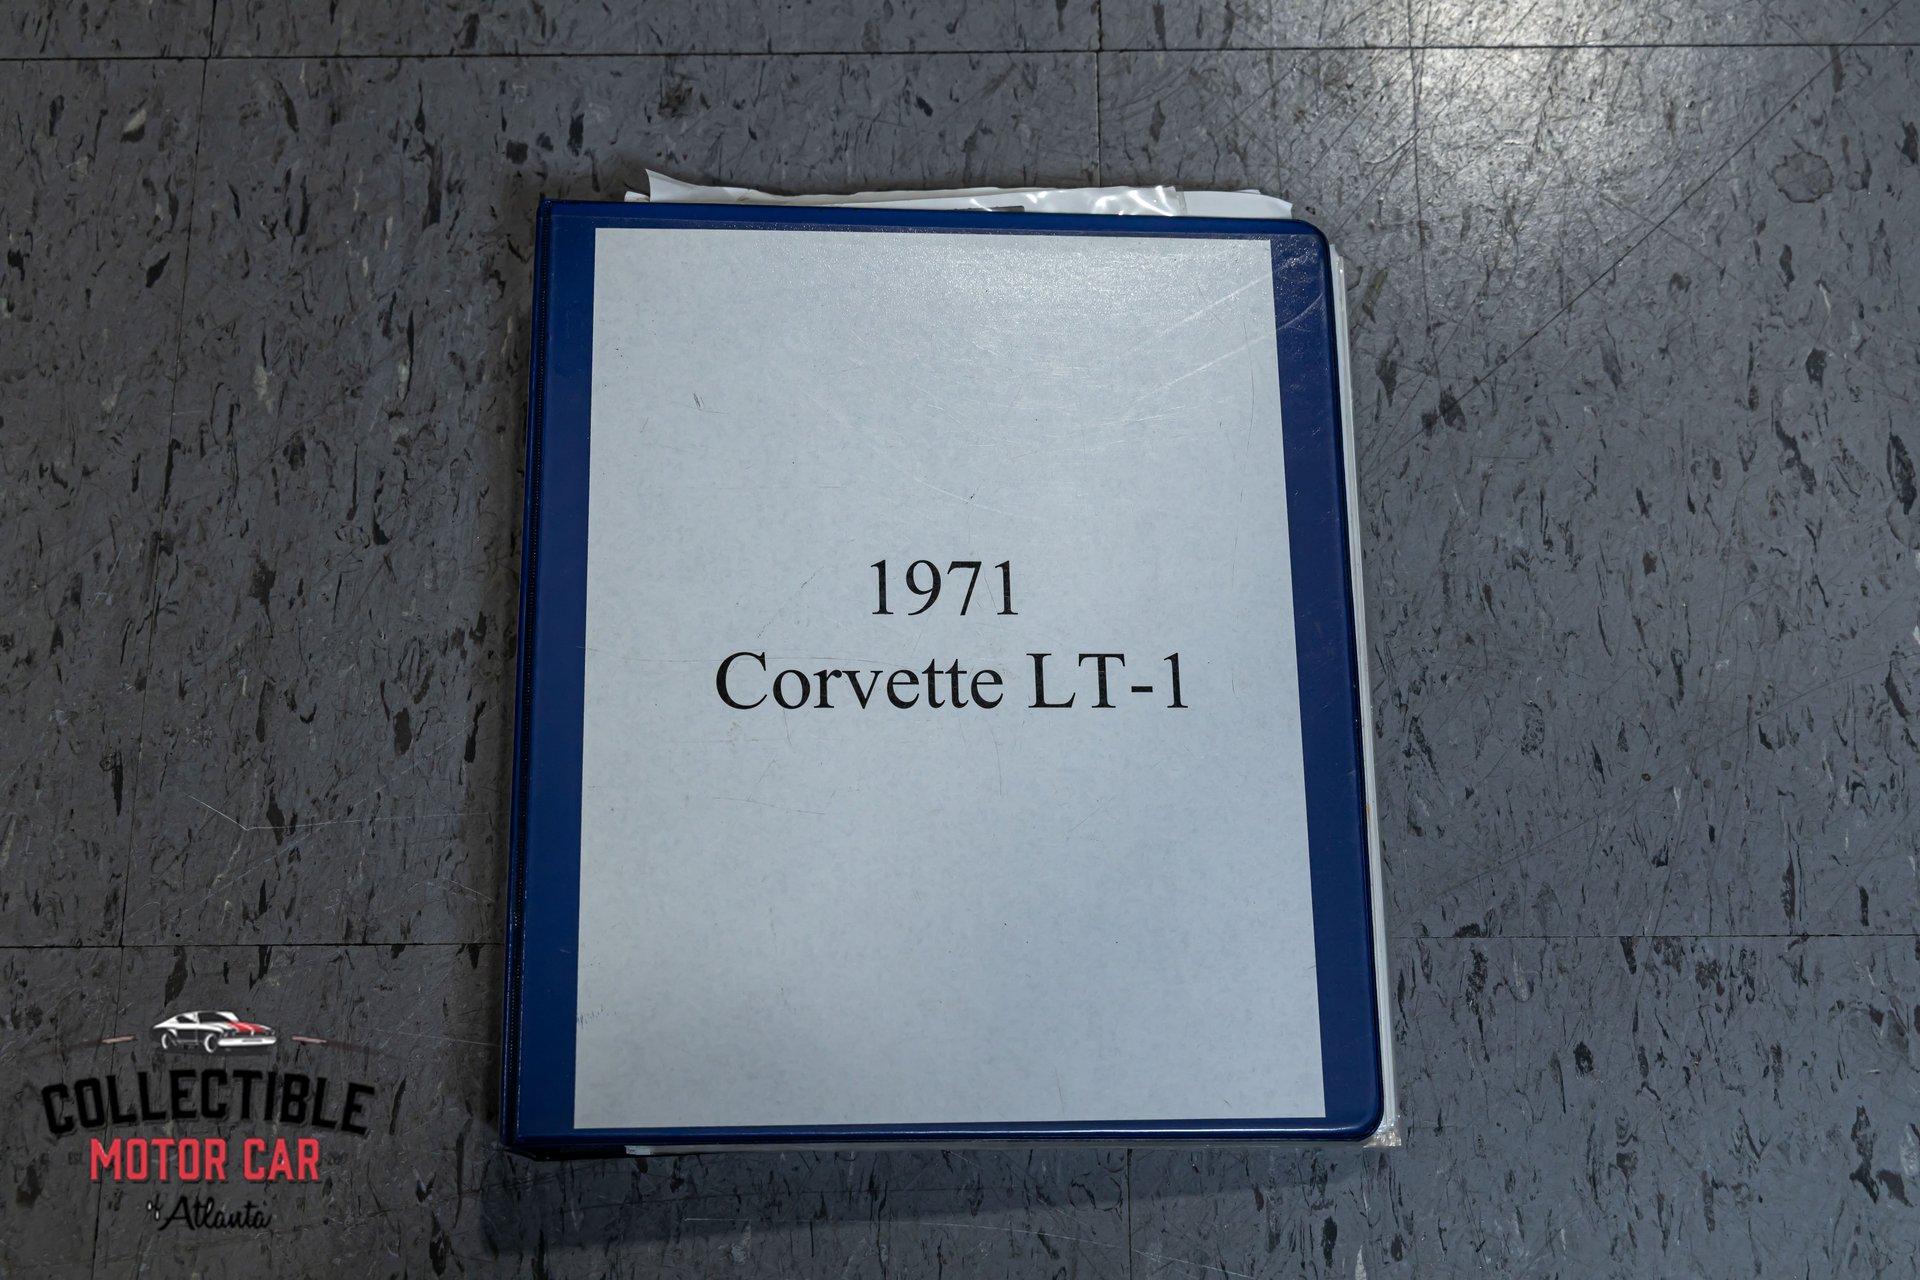 1971
Corvette LT-1
COLLECTIBLE
MOTOR CAR
of Atlanta